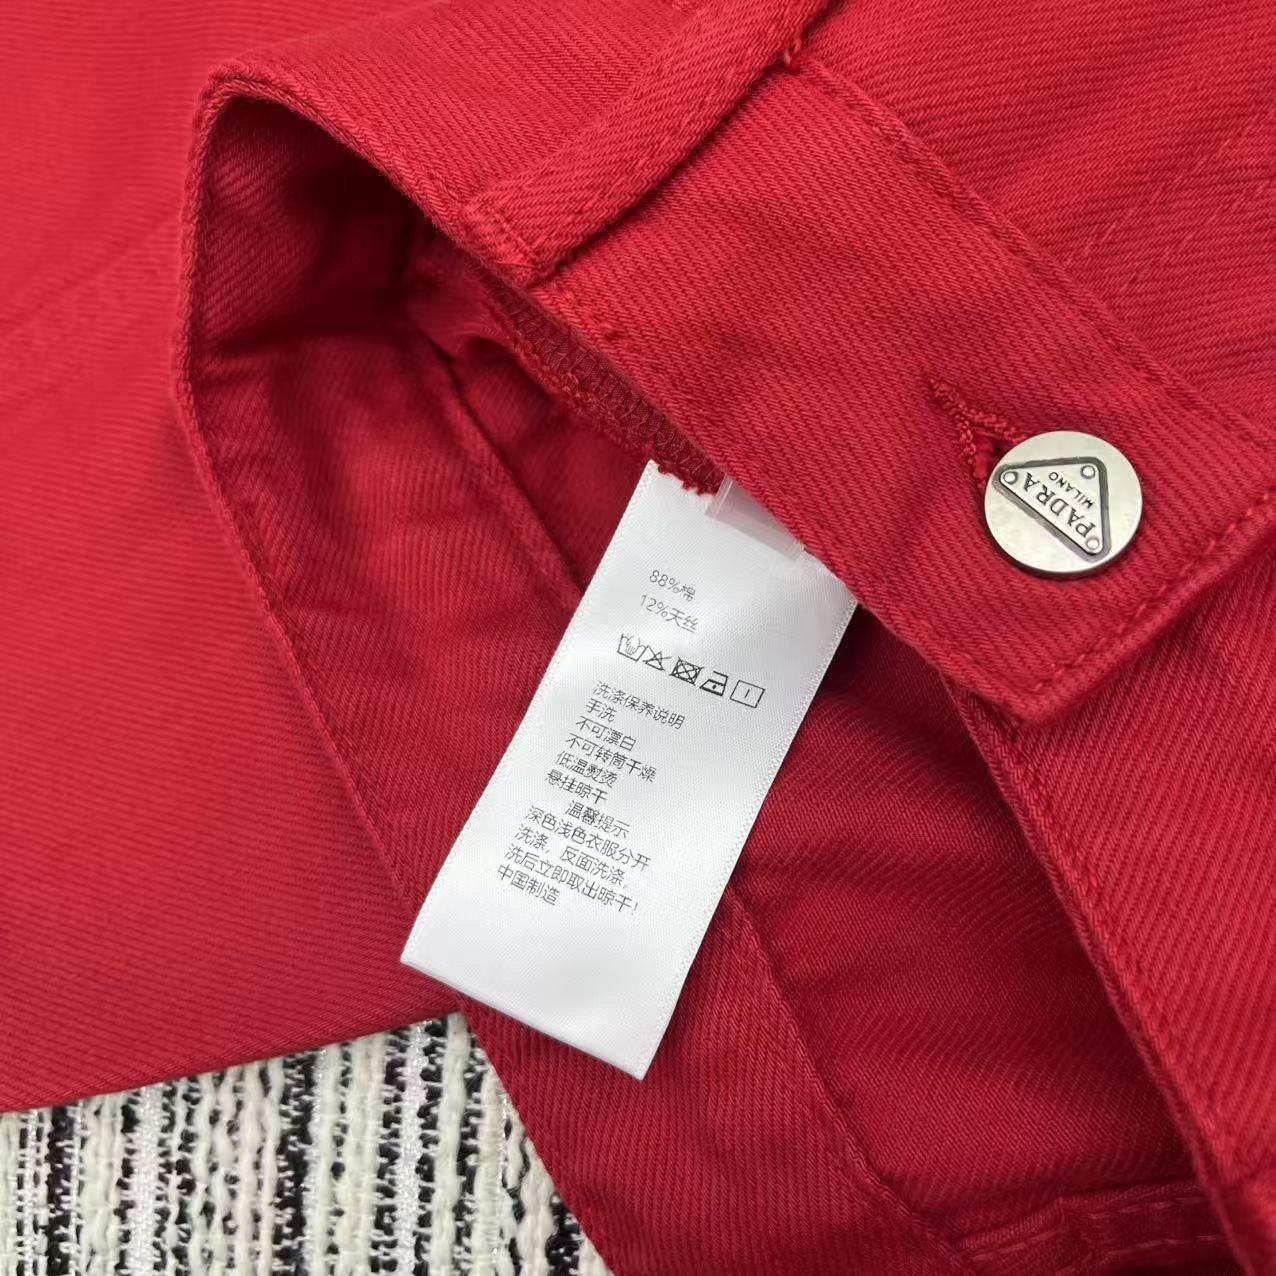 88%棉
12%天丝
洗涤保养说明
手洗
不可漂白
不可转筒干燥
低温熨烫
悬挂晾干
温馨提示
深色浅色衣服分开
洗涤，反面洗涤，
洗后立即取出晾干！
中国制造
PADRA
MILANO